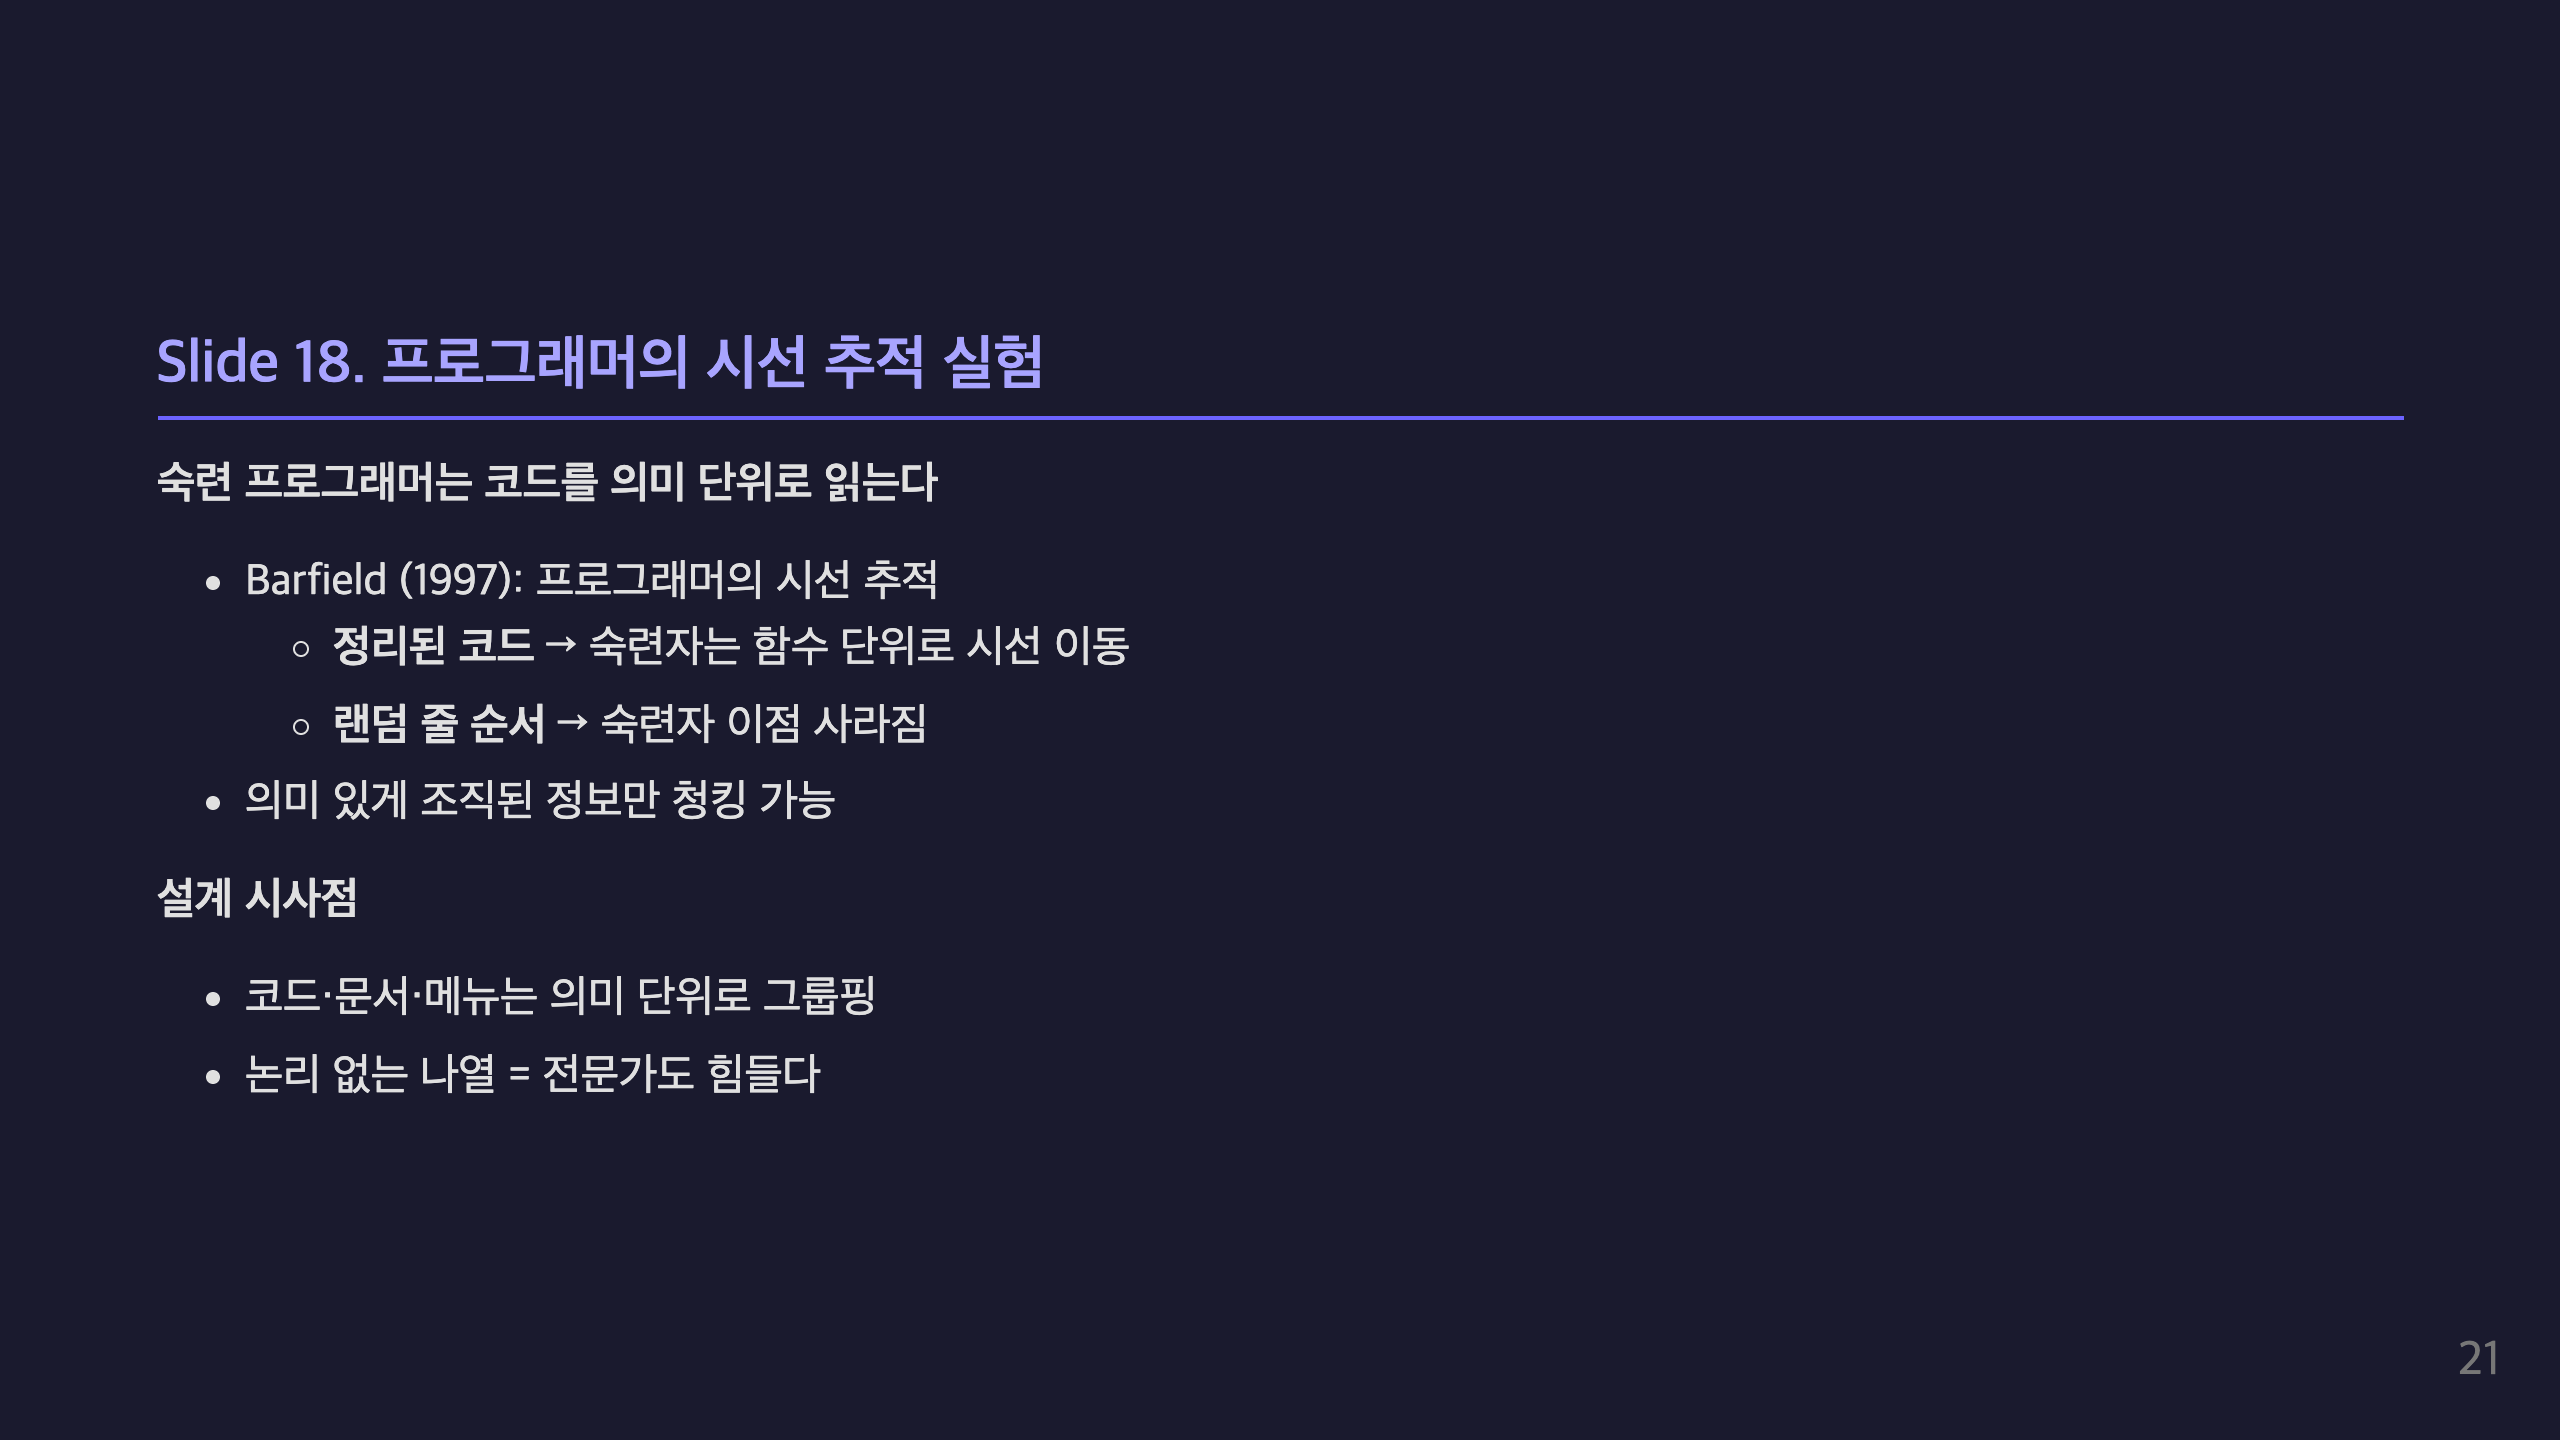 Slide 18. 프로그래머의 시선 추적 실험
숙련 프로그래머는 코드를 의미 단위로 읽는다
• Barfield (1997): 프로그래머의 시선 추적
◦ 정리된 코드 → 숙련자는 함수 단위로 시선 이동
◦ 랜덤 줄 순서 → 숙련자 이점 사라짐
• 의미 있게 조직된 정보만 청킹 가능
설계 시사점
• 코드·문서·메뉴는 의미 단위로 그룹핑
• 논리 없는 나열 = 전문가도 힘들다
21